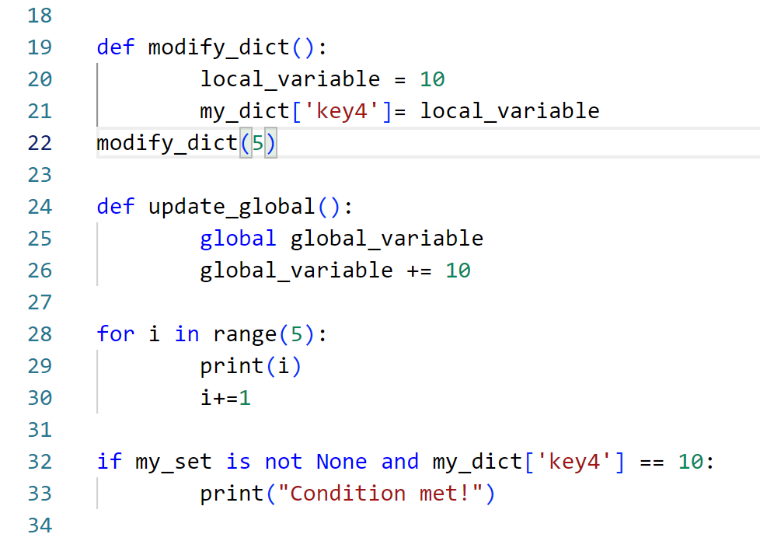 18
19 def modify_dict():
20 local_variable = 10
21 my_dict['key4']= local_variable
22 modify_dict(5)
23
24 def update_global():
25 global global_variable
26 global_variable += 10
27
28 for i in range(5):
29 print(i)
30 i+=1
31
32 if my_set is not None and my_dict['key4'] == 10:
33 print("Condition met!")
34